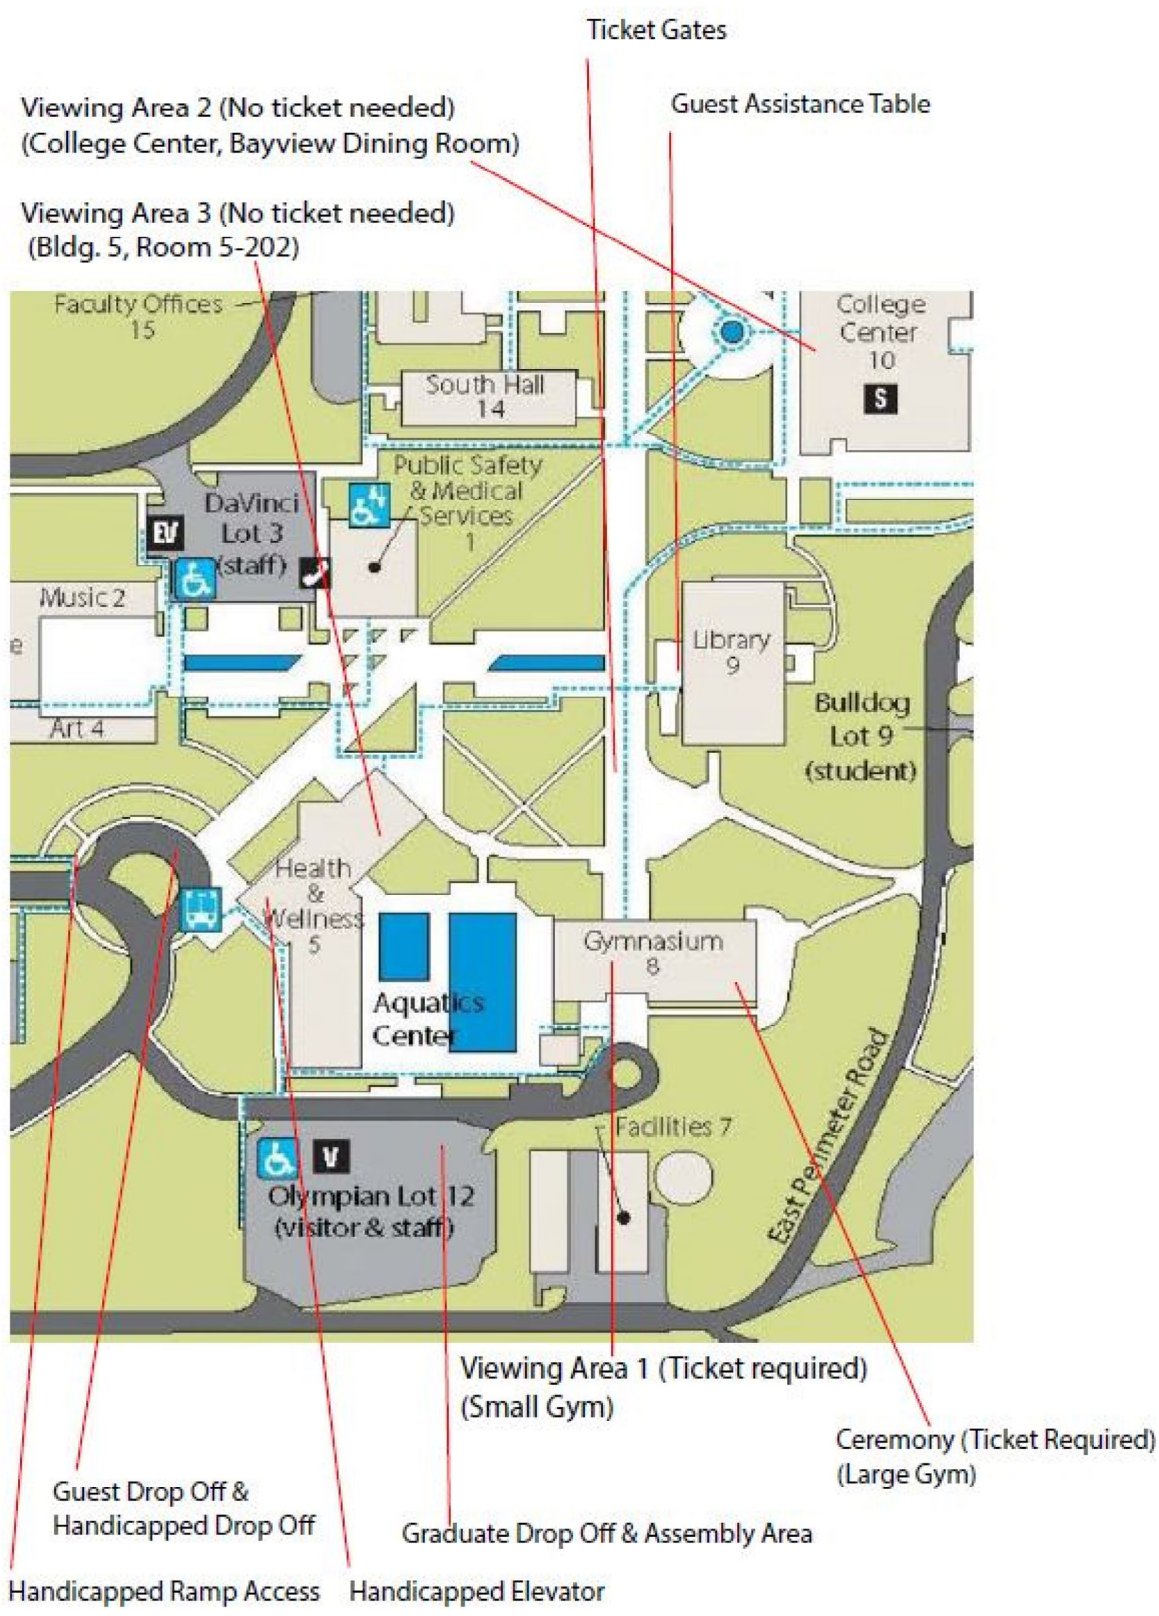 Ticket Gates
Guest Assistance Table
Viewing Area 2 (No ticket needed)
(College Center, Bayview Dining Room)
Viewing Area 3 (No ticket needed)
(Bldg. 5, Room 5-202)
Faculty Offices
15
College
Center
10
S
South Hall
14
Public Safety
& Medical
Services
1
DaVinci
Lot 3
(staff)
EV
Music 2
e
Art 4
Library
9
Bulldog
Lot 9
(student)
Health
&
Wellness
5
Gymnasium
8
Aquatics
Center
East Perimeter Road
Facilities 7
V
Olympian Lot 12
(visitor & staff)
Viewing Area 1 (Ticket required)
(Small Gym)
Ceremony (Ticket Required)
(Large Gym)
Guest Drop Off &
Handicapped Drop Off
Graduate Drop Off & Assembly Area
Handicapped Ramp Access
Handicapped Elevator